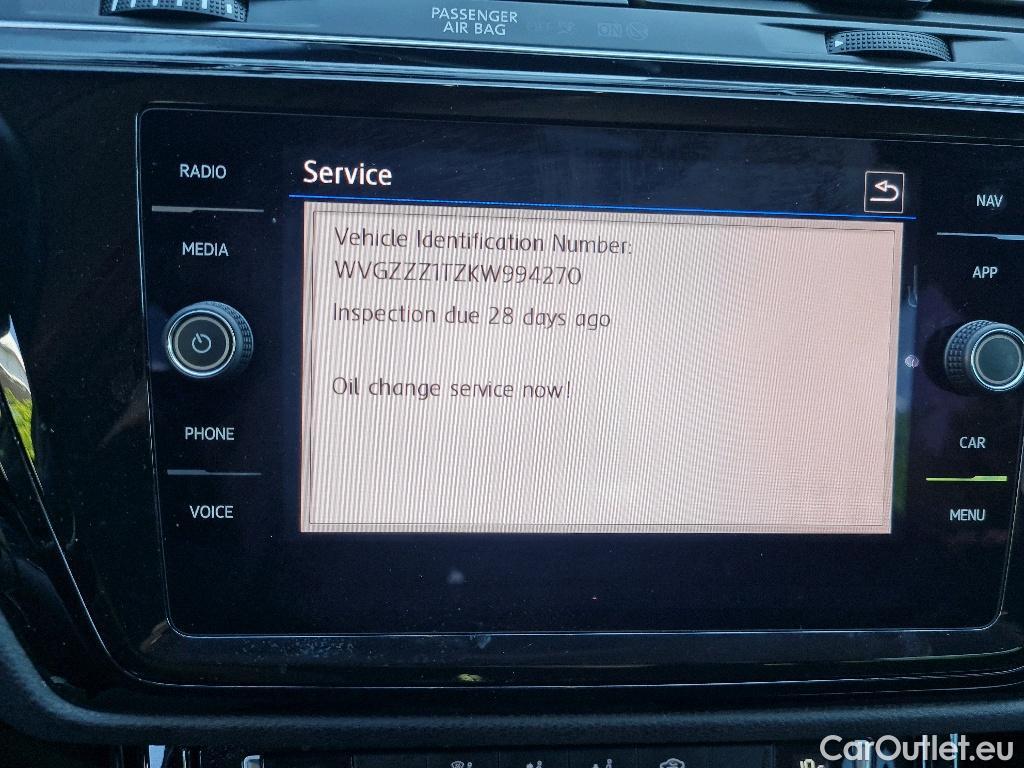 PASSENGER
AIR BAG
ON
RADIO
MEDIA
PHONE
VOICE
Service
Vehicle Identification Number:
WVGZZZ1TZKW994270
Inspection due 28 days ago
Oil change service now!
NAV
APP
CAR
MENU
CarOutlet.eu